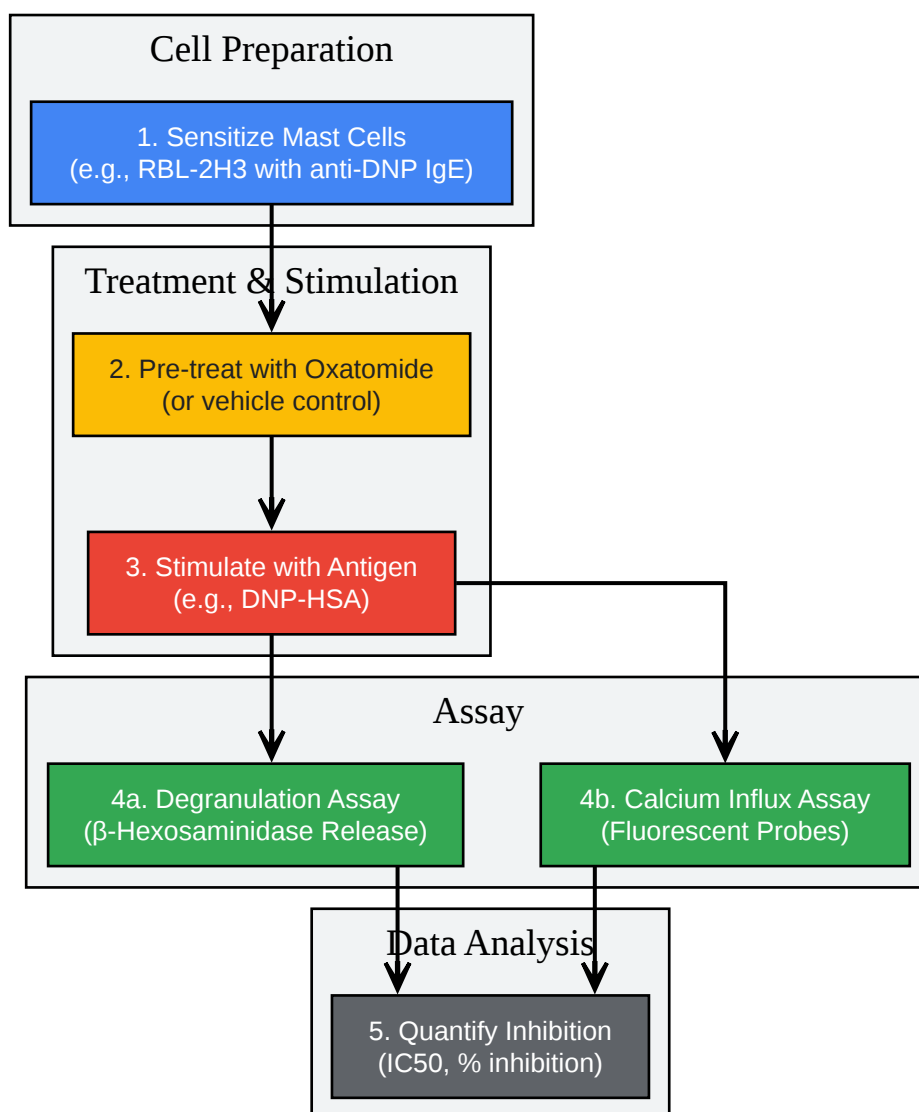 Cell Preparation
1. Sensitize Mast Cells
(e.g., RBL-2H3 with anti-DNP IgE)
Treatment & Stimulation
2. Pre-treat with Oxatomide
(or vehicle control)
3. Stimulate with Antigen
(e.g., DNP-HSA)
Assay
4a. Degranulation Assay
(β-Hexosaminidase Release)
4b. Calcium Influx Assay
(Fluorescent Probes)
Data Analysis
5. Quantify Inhibition
(IC50, % inhibition)